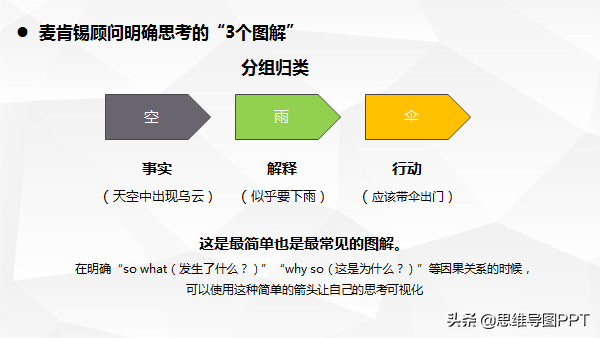 ● 麦肯锡顾问明确思考的“3个图解”
分组归类
空 雨 伞
事实 解释 行动
（天空中出现乌云） （似乎要下雨） （应该带伞出门）
这是最简单也是最常见的图解。
在明确“so what（发生了什么？）”“why so（这是为什么？）”等因果关系的时候，
可以使用这种简单的箭头让自己的思考可视化
头条 @思维导图PPT